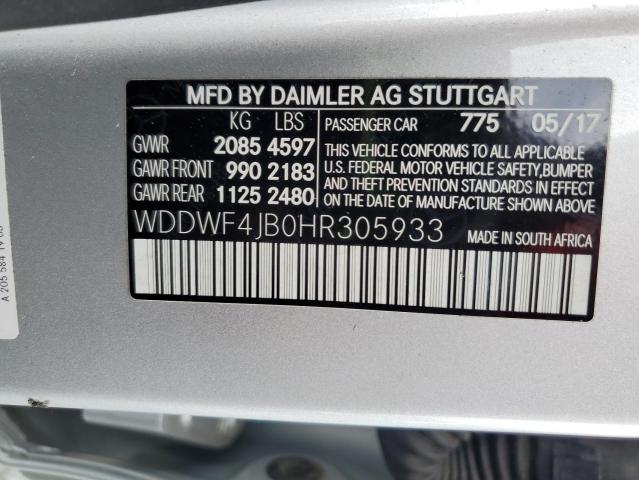 MFD BY DAIMLER AG STUTTGART
KG LBS PASSENGER CAR 775 05/17
GVWR 2085 4597
GAWR FRONT 990 2183
GAWR REAR 1125 2480
THIS VEHICLE CONFORMS TO ALL APPLICABLE
U.S. FEDERAL MOTOR VEHICLE SAFETY,BUMPER
AND THEFT PREVENTION STANDARDS IN EFFECT
ON THE DATE OF MANUFACTURE SHOWN ABOVE.
WDDWF4JB0HR305933 MADE IN SOUTH AFRICA
A 205 584